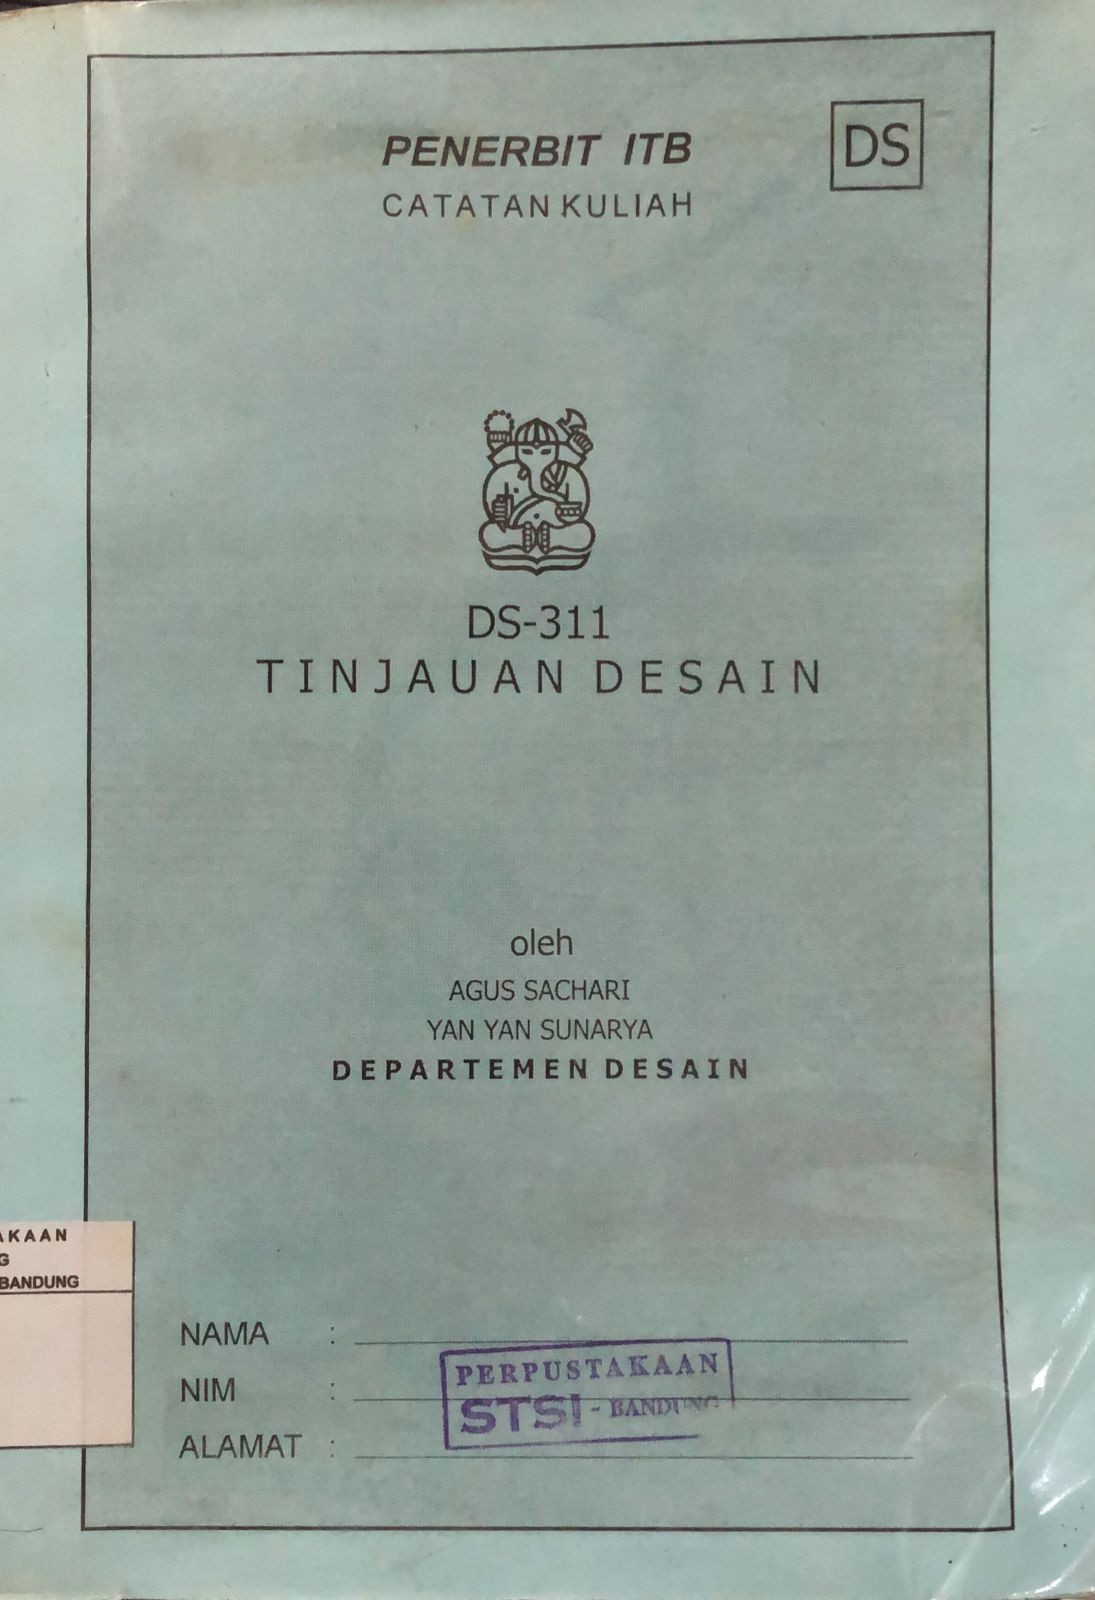 PENERBIT ITB
CATATAN KULIAH
DS
DS-311
TINJAUAN DESAIN
oleh
AGUS SACHARI
YAN YAN SUNARYA
DEPARTEMEN DESAIN
AKAAN
G
BANDUNG
NAMA :
NIM :
ALAMAT :
PERPUSTAKAAN
STSI - BANDUNG